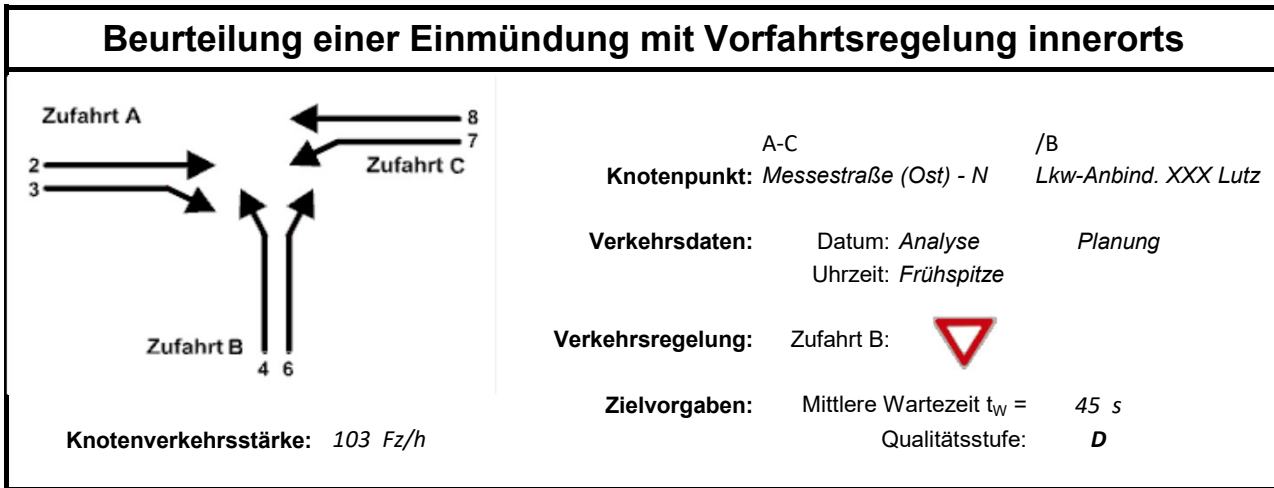 Beurteilung einer Einmündung mit Vorfahrtsregelung innerorts
Zufahrt A
8
7
Zufahrt C
2
3
Zufahrt B
4 6
Knotenverkehrsstärke: 103 Fz/h
A-C /B
Knotenpunkt: Messestraße (Ost) - N Lkw-Anbind. XXX Lutz
Verkehrsdaten: Datum: Analyse Planung
Uhrzeit: Frühspitze
Verkehrsregelung: Zufahrt B:
Zielvorgaben: Mittlere Wartezeit tW = 45 s
Qualitätsstufe: D